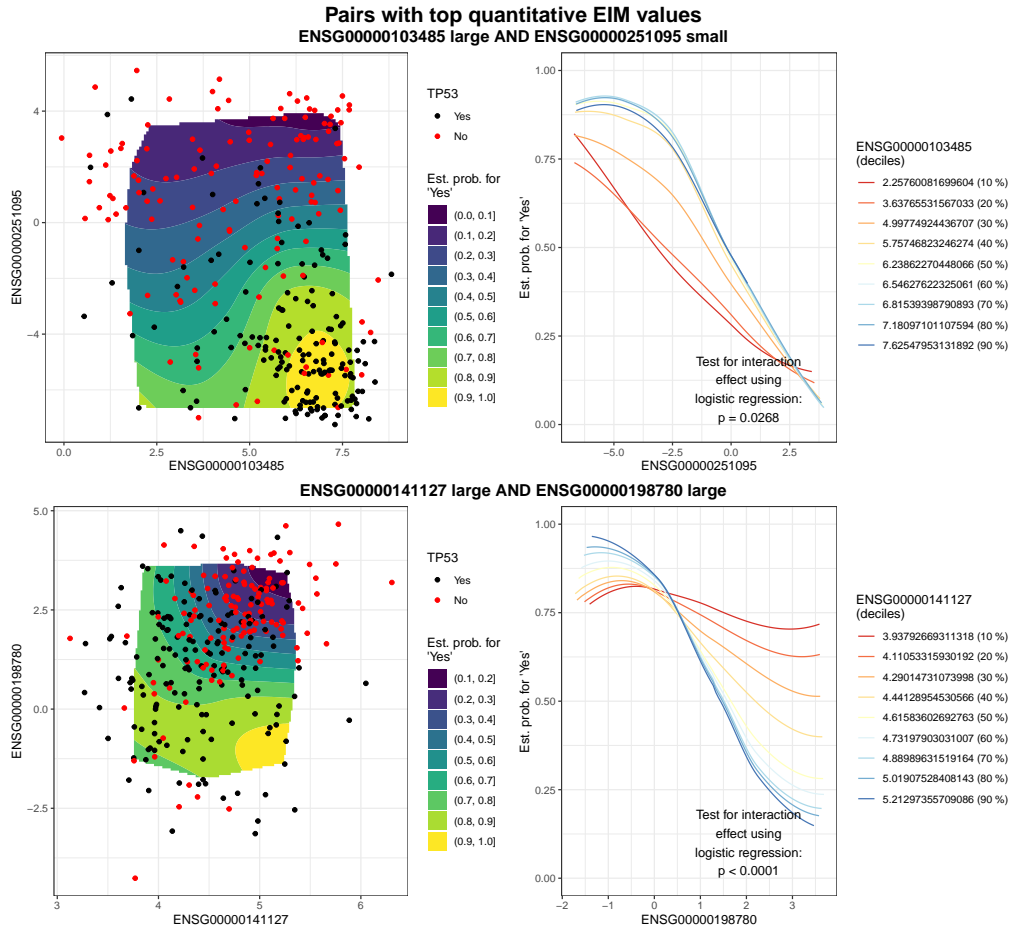 Pairs with top quantitative EIM values
ENSG00000103485 large AND ENSG00000251095 small
ENSG00000251095
4
0
−4
0.0
2.5
5.0
7.5
ENSG00000103485
TP53
Yes
No
Est. prob. for
'Yes'
(0.0, 0.1]
(0.1, 0.2]
(0.2, 0.3]
(0.3, 0.4]
(0.4, 0.5]
(0.5, 0.6]
(0.6, 0.7]
(0.7, 0.8]
(0.8, 0.9]
(0.9, 1.0]
Est. prob. for 'Yes'
1.00
0.75
0.50
0.25
0.00
−5.0
−2.5
0.0
2.5
ENSG00000251095
Test for interaction
effect using
logistic regression:
p = 0.0268
ENSG00000103485
(deciles)
2.25760081699604 (10 %)
3.63765531567033 (20 %)
4.99774924436707 (30 %)
5.75746823246274 (40 %)
6.23862270448066 (50 %)
6.54627622325061 (60 %)
6.81539398790893 (70 %)
7.18097101107594 (80 %)
7.62547953131892 (90 %)
ENSG00000141127 large AND ENSG00000198780 large
ENSG00000198780
5.0
2.5
0.0
−2.5
3
4
5
6
ENSG00000141127
TP53
Yes
No
Est. prob. for
'Yes'
(0.1, 0.2]
(0.2, 0.3]
(0.3, 0.4]
(0.4, 0.5]
(0.5, 0.6]
(0.6, 0.7]
(0.7, 0.8]
(0.8, 0.9]
(0.9, 1.0]
Est. prob. for 'Yes'
1.00
0.75
0.50
0.25
0.00
−2
−1
0
1
2
3
ENSG00000198780
Test for interaction
effect using
logistic regression:
p < 0.0001
ENSG00000141127
(deciles)
3.93792669311318 (10 %)
4.11053315930192 (20 %)
4.29014731073998 (30 %)
4.44128954530566 (40 %)
4.61583602692763 (50 %)
4.73197903031007 (60 %)
4.88989631519164 (70 %)
5.01907528408143 (80 %)
5.21297355709086 (90 %)